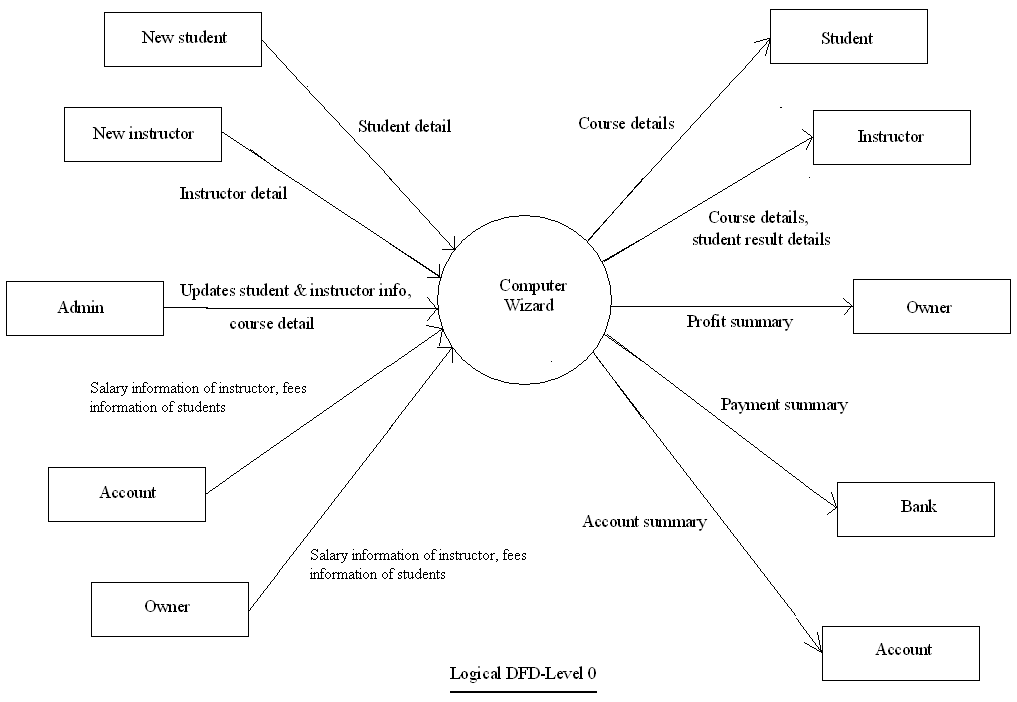 New student
Student
Student detail
Course details
New instructor
Instructor
Instructor detail
Course details,
student result details
Computer
Wizard
Updates student & instructor info,
course detail
Admin
Owner
Profit summary
Salary information of instructor, fees
information of students
Payment summary
Account
Bank
Account summary
Salary information of instructor, fees
information of students
Owner
Account
Logical DFD-Level 0